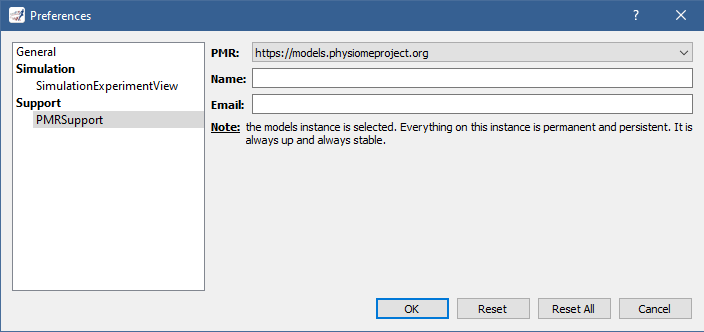 Preferences
?
General
Simulation
SimulationExperimentView
Support
PMRSupport
PMR: https://models.physiomeproject.org
Name:
Email:
Note: the models instance is selected. Everything on this instance is permanent and persistent. It is
always up and always stable.
OK Reset Reset All Cancel